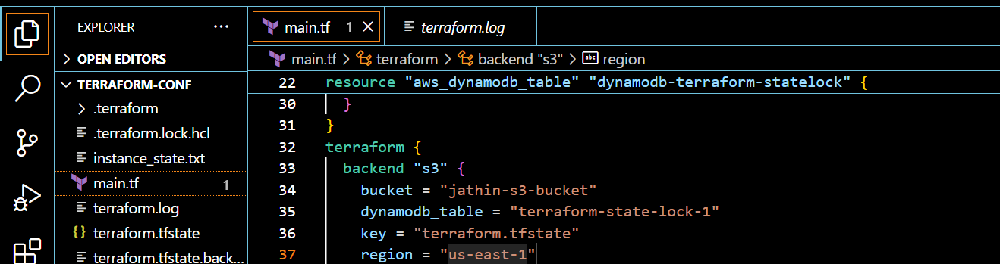 EXPLORER ···
OPEN EDITORS
TERRAFORM-CONF
.terraform
.terraform.lock.hcl
instance_state.txt
main.tf 1
terraform.log
terraform.tfstate
terraform.tfstate.back...
main.tf 1 terraform.log
main.tf > terraform > backend "s3" > abc region
22 resource "aws_dynamodb_table" "dynamodb-terraform-statelock" {
30 }
31 }
32 terraform {
33 backend "s3" {
34 bucket = "jathin-s3-bucket"
35 dynamodb_table = "terraform-state-lock-1"
36 key = "terraform.tfstate"
37 region = "us-east-1"